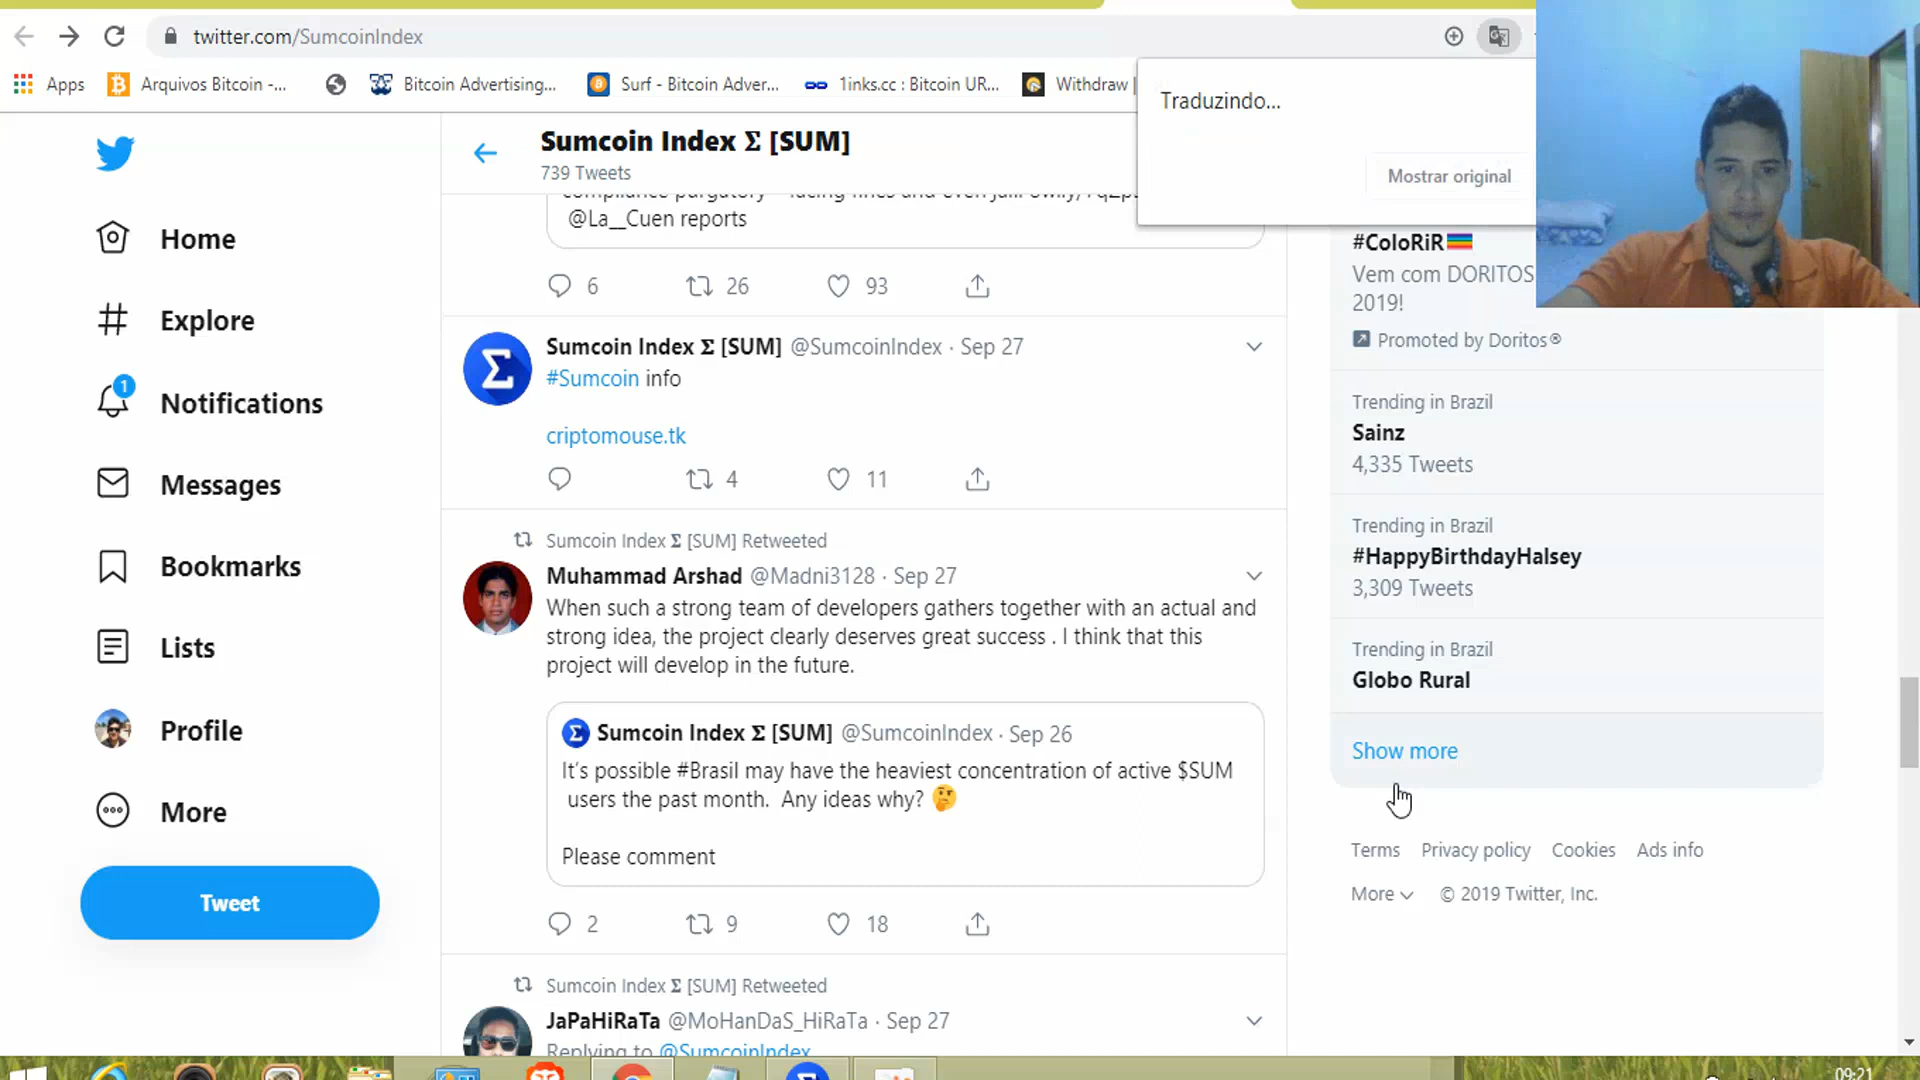 twitter.com/SumcoinIndex
Apps
Arquivos Bitcoin -...
Bitcoin Advertising...
Surf - Bitcoin Adver...
1inks.cc : Bitcoin UR...
Withdraw |
Traduzindo...
Mostrar original
Home
Explore
1
Notifications
Messages
Bookmarks
Lists
Profile
More
Tweet
Sumcoin Index Σ [SUM]
739 Tweets
@La__Cuen reports
6 26 93
Sumcoin Index Σ [SUM] @SumcoinIndex · Sep 27
#Sumcoin info
criptomouse.tk
4 11
Sumcoin Index Σ [SUM] Retweeted
Muhammad Arshad @Madni3128 · Sep 27
When such a strong team of developers gathers together with an actual and
strong idea, the project clearly deserves great success . I think that this
project will develop in the future.
Sumcoin Index Σ [SUM] @SumcoinIndex · Sep 26
It's possible #Brasil may have the heaviest concentration of active $SUM
users the past month. Any ideas why? 🤔
Please comment
2 9 18
Sumcoin Index Σ [SUM] Retweeted
JaPaHiRaTa @MoHanDaS_HiRaTa · Sep 27
Replying to @SumcoinIndex
#ColoRiR
Vem com DORITOS
2019!
Promoted by Doritos®
Trending in Brazil
Sainz
4,335 Tweets
Trending in Brazil
#HappyBirthdayHalsey
3,309 Tweets
Trending in Brazil
Globo Rural
Show more
Terms Privacy policy Cookies Ads info
More © 2019 Twitter, Inc.
09:21